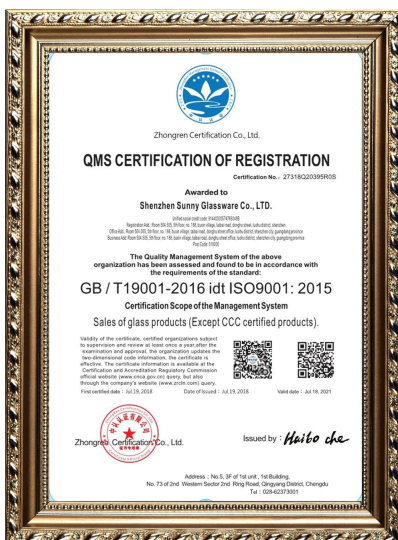 Zhongren Certification Co., Ltd.
QMS CERTIFICATION OF REGISTRATION
Certification No.: 27318Q20395R0S
Awarded to
Shenzhen Sunny Glassware Co., LTD.
The Quality Management System of the above
organization has been assessed and found to be in accordance with
the requirements of the standard:
GB / T19001-2016 idt ISO9001: 2015
Certification Scope of the Management System
Sales of glass products (Except CCC certified products).
Validity of the certificate, certified organizations subject
to supervision and review at least once a year.after the
examination and approval, the organization updates the
two-dimensional code information, the certificate is
effective. The certificate information is available at the
Certification and Accreditation Regulatory Commission
official website (www.cnca.gov.cn) query, but also
through the company's website (www.zrcln.com) query.
First certified date : Jul.19, 2018 Date of Issued : Jul.19, 2018 Valid date : Jul.18, 2021
Zhongren Certification Co., Ltd.
Issued by : Haibo che
Address : No.5, 3F of 1st unit , 1st Building,
No. 73 of 2nd Western Sector 2nd Ring Road, Qingyang District, Chengdu
Tel : 028-62373001